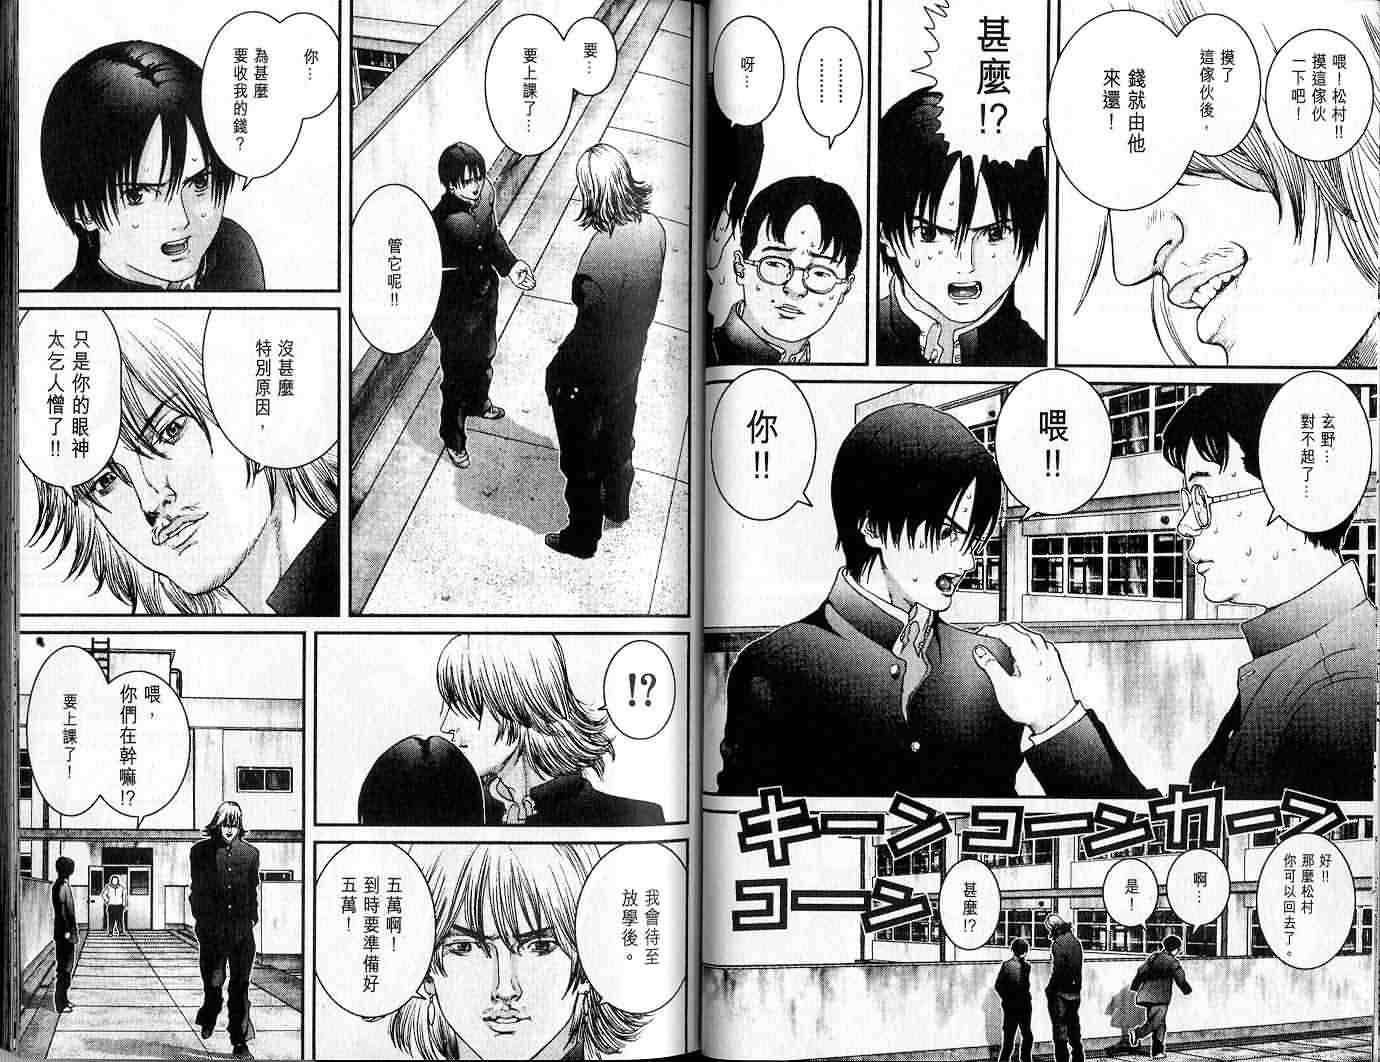 喂！松村!!
摸這傢伙
一下吧！
摸了
這傢伙後，
錢就由他
來還！
甚麼!?
………
呀…
玄野…
對不起了…
喂!!
你!!
キーンコーンカーン
コーン
好!!
那麼松村
你可以回去了。
啊…
是！
甚麼!?
要…
要上課了…
管它呢!!
你…
為甚麼
要收我的錢？
沒甚麼
特別原因，
只是你的眼神
太乞人憎了!!
!?
我會待至
放學後。
五萬啊！
到時要準備好
五萬！
喂，
你們在幹嘛!?
要上課了！